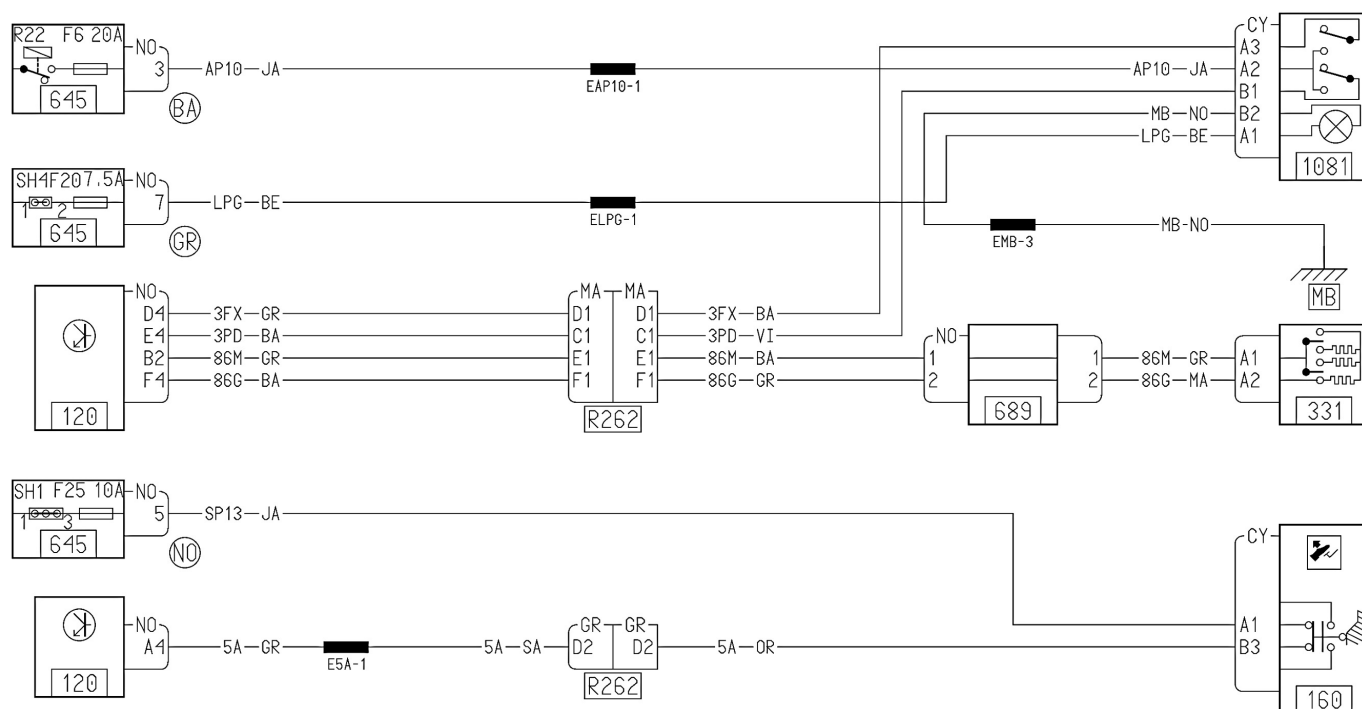 R22 F6 20A NO
3 AP10 JA
EAP10-1
AP10 JA
645
BA
CY
A3
A2
B1
MB NO B2
LPG BE A1
1081
SH4F207.5A NO
1 2 7 LPG BE
ELPG-1
645
GR
EMB-3
MB-NO
MB
NO MA MA
D4 3FX GR D1 D1 3FX BA
E4 3PD BA C1 C1 3PD VI
B2 86M GR E1 E1 86M BA
F4 86G BA F1 F1 86G GR
120
R262
NO
1 1 86M GR A1
2 2 86G MA A2
689
331
SH1 F25 10A NO
1 3 5 SP13 JA
645
NO
CY
A1
B3
160
NO GR GR
A4 5A GR 5A SA D2 D2 5A OR
E5A-1
120
R262